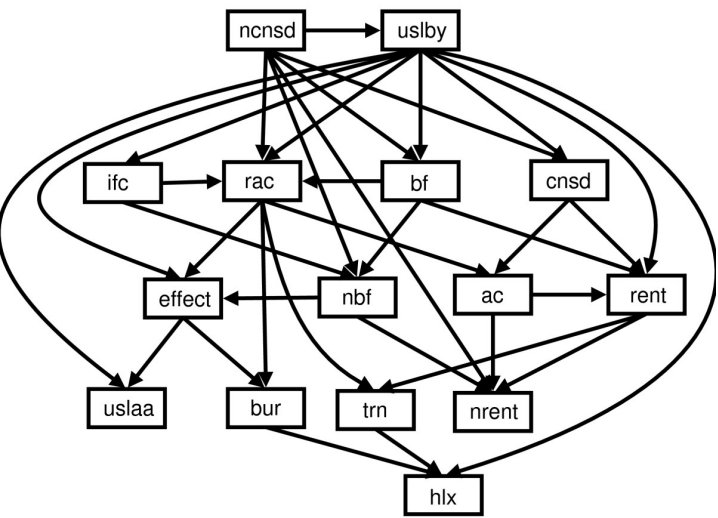 ncnsd
uslby
ifc
rac
bf
cnsd
effect
nbf
ac
rent
uslaa
bur
trn
nrent
hlx